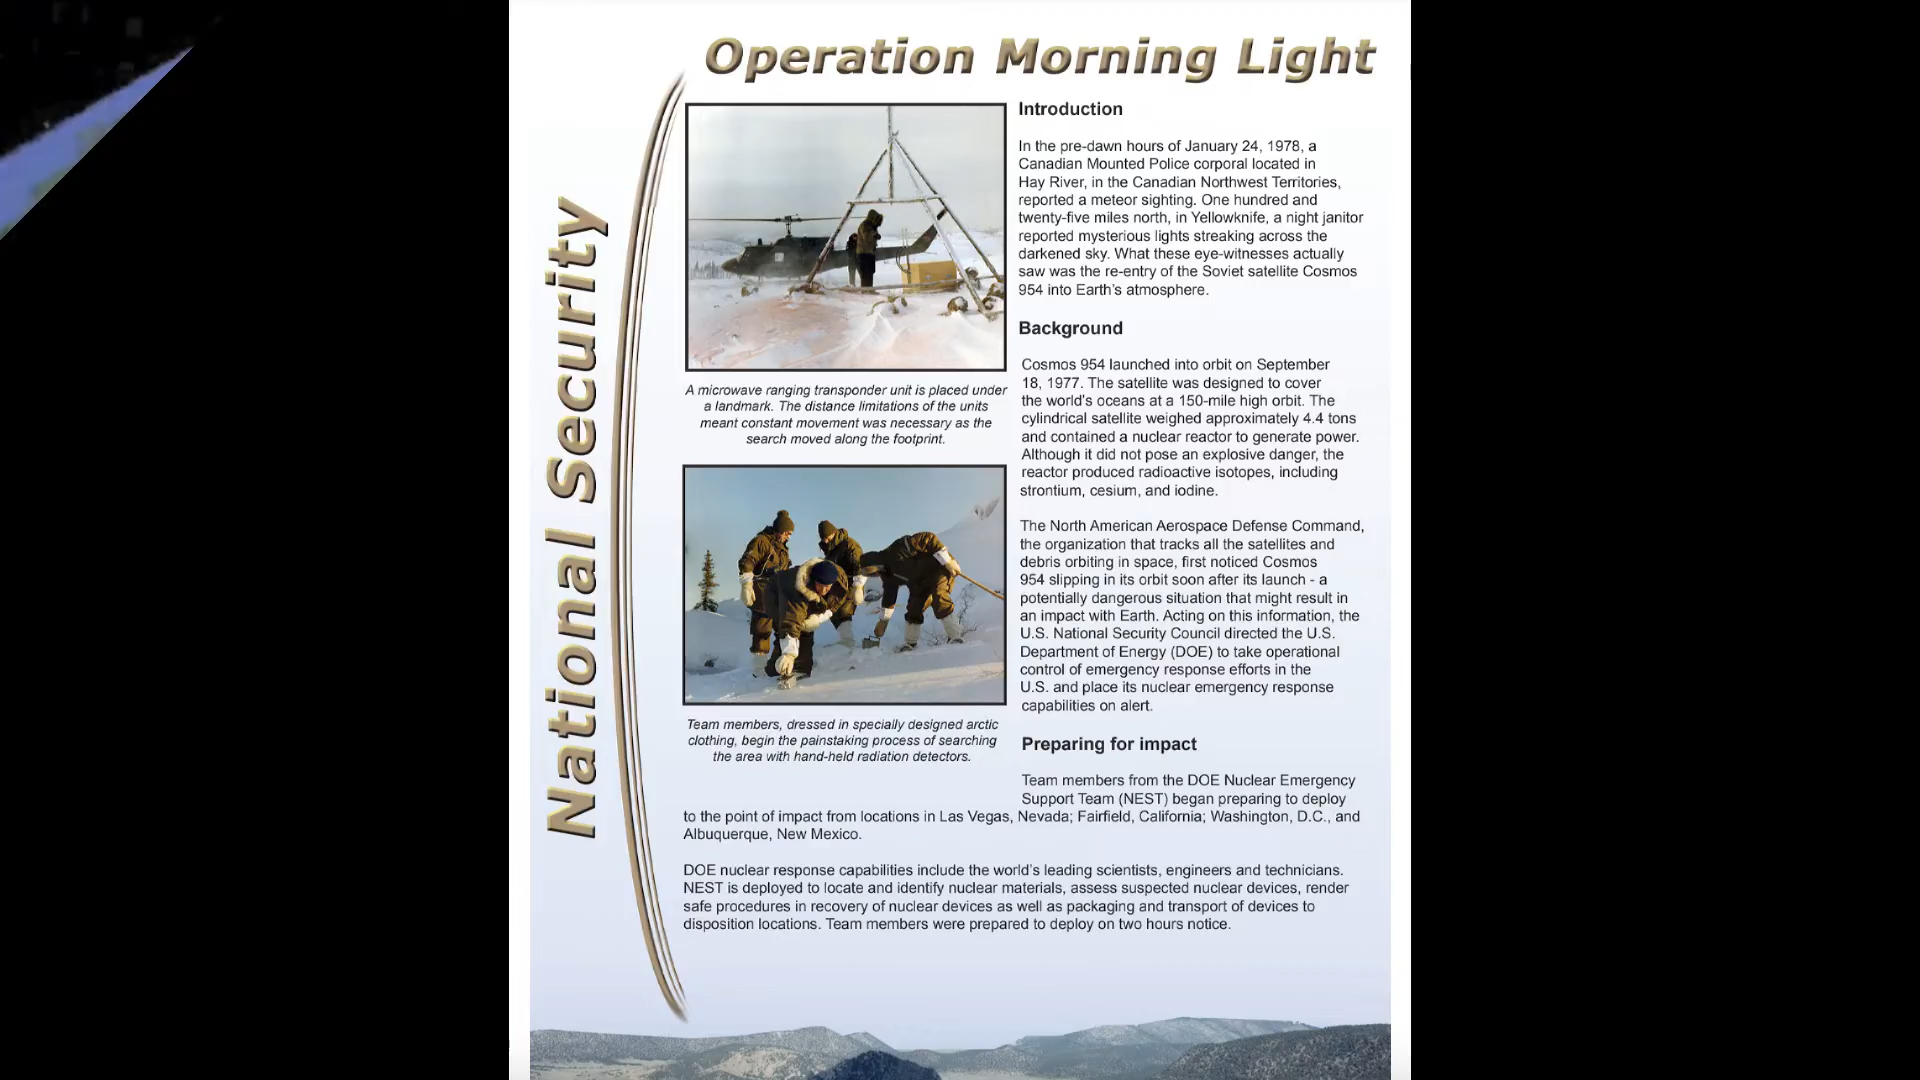 Operation Morning Light
National Security
A microwave ranging transponder unit is placed under
a landmark. The distance limitations of the units
meant constant movement was necessary as the
search moved along the footprint.
Team members, dressed in specially designed arctic
clothing, begin the painstaking process of searching
the area with hand-held radiation detectors.
Introduction
In the pre-dawn hours of January 24, 1978, a
Canadian Mounted Police corporal located in
Hay River, in the Canadian Northwest Territories,
reported a meteor sighting. One hundred and
twenty-five miles north, in Yellowknife, a night janitor
reported mysterious lights streaking across the
darkened sky. What these eye-witnesses actually
saw was the re-entry of the Soviet satellite Cosmos
954 into Earth's atmosphere.
Background
Cosmos 954 launched into orbit on September
18, 1977. The satellite was designed to cover
the world's oceans at a 150-mile high orbit. The
cylindrical satellite weighed approximately 4.4 tons
and contained a nuclear reactor to generate power.
Although it did not pose an explosive danger, the
reactor produced radioactive isotopes, including
strontium, cesium, and iodine.
The North American Aerospace Defense Command,
the organization that tracks all the satellites and
debris orbiting in space, first noticed Cosmos
954 slipping in its orbit soon after its launch - a
potentially dangerous situation that might result in
an impact with Earth. Acting on this information, the
U.S. National Security Council directed the U.S.
Department of Energy (DOE) to take operational
control of emergency response efforts in the
U.S. and place its nuclear emergency response
capabilities on alert.
Preparing for impact
Team members from the DOE Nuclear Emergency
Support Team (NEST) began preparing to deploy
to the point of impact from locations in Las Vegas, Nevada; Fairfield, California; Washington, D.C., and
Albuquerque, New Mexico.
DOE nuclear response capabilities include the world's leading scientists, engineers and technicians.
NEST is deployed to locate and identify nuclear materials, assess suspected nuclear devices, render
safe procedures in recovery of nuclear devices as well as packaging and transport of devices to
disposition locations. Team members were prepared to deploy on two hours notice.